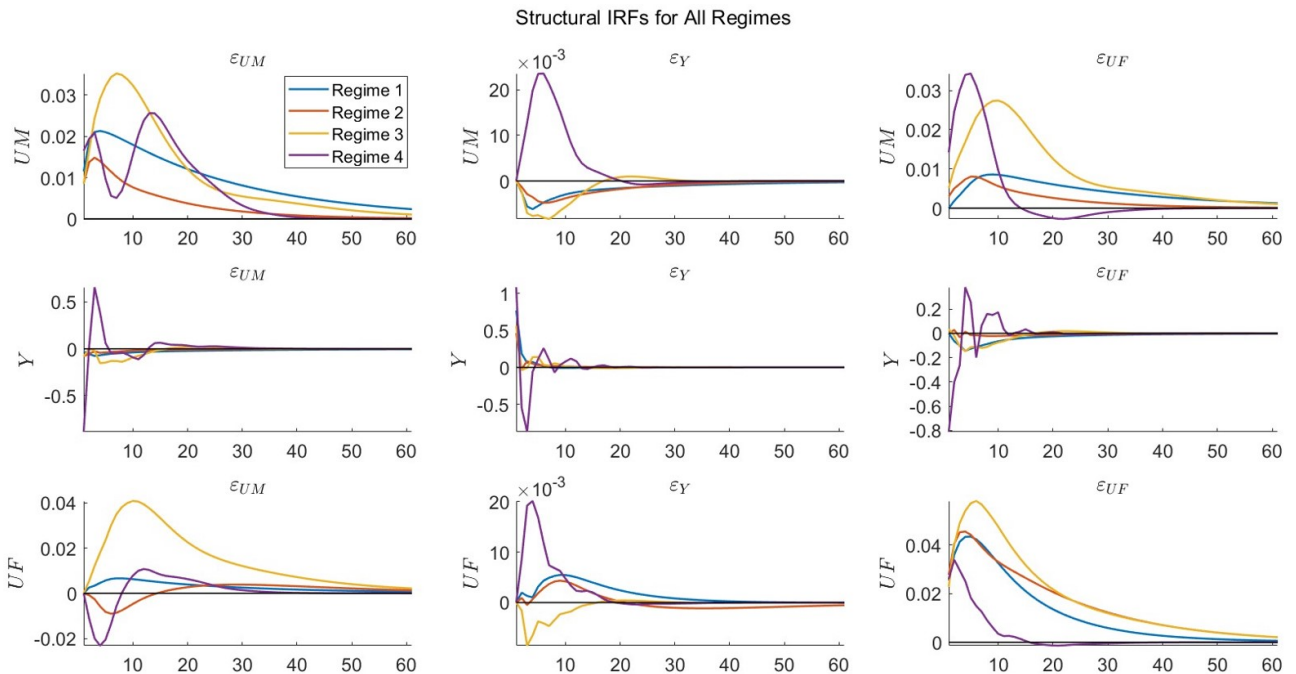 Structural IRFs for All Regimes
ε_UM
UM
0.03
0.02
0.01
0
10 20 30 40 50 60
Regime 1
Regime 2
Regime 3
Regime 4
ε_Y
×10^-3
UM
20
10
0
10 20 30 40 50 60
ε_UF
UM
0.03
0.02
0.01
0
10 20 30 40 50 60
ε_UM
Y
0.5
0
-0.5
10 20 30 40 50 60
ε_Y
Y
1
0.5
0
-0.5
10 20 30 40 50 60
ε_UF
Y
0.2
0
-0.2
-0.4
-0.6
-0.8
10 20 30 40 50 60
ε_UM
UF
0.04
0.02
0
-0.02
10 20 30 40 50 60
ε_Y
×10^-3
UF
20
10
0
10 20 30 40 50 60
ε_UF
UF
0.04
0.02
0
10 20 30 40 50 60